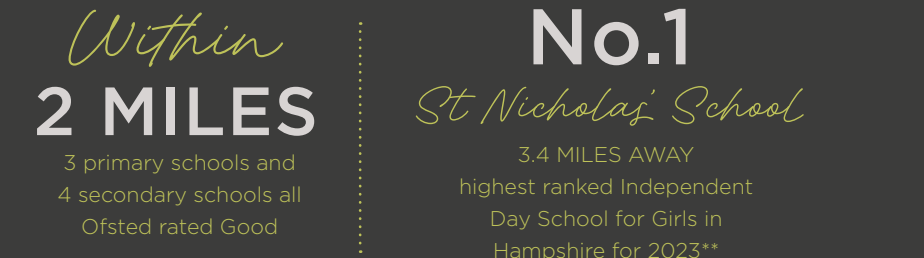 Within
2 MILES
3 primary schools and
4 secondary schools all
Ofsted rated Good
No.1
St Nicholas' School
3.4 MILES AWAY
highest ranked Independent
Day School for Girls in
Hampshire for 2023**